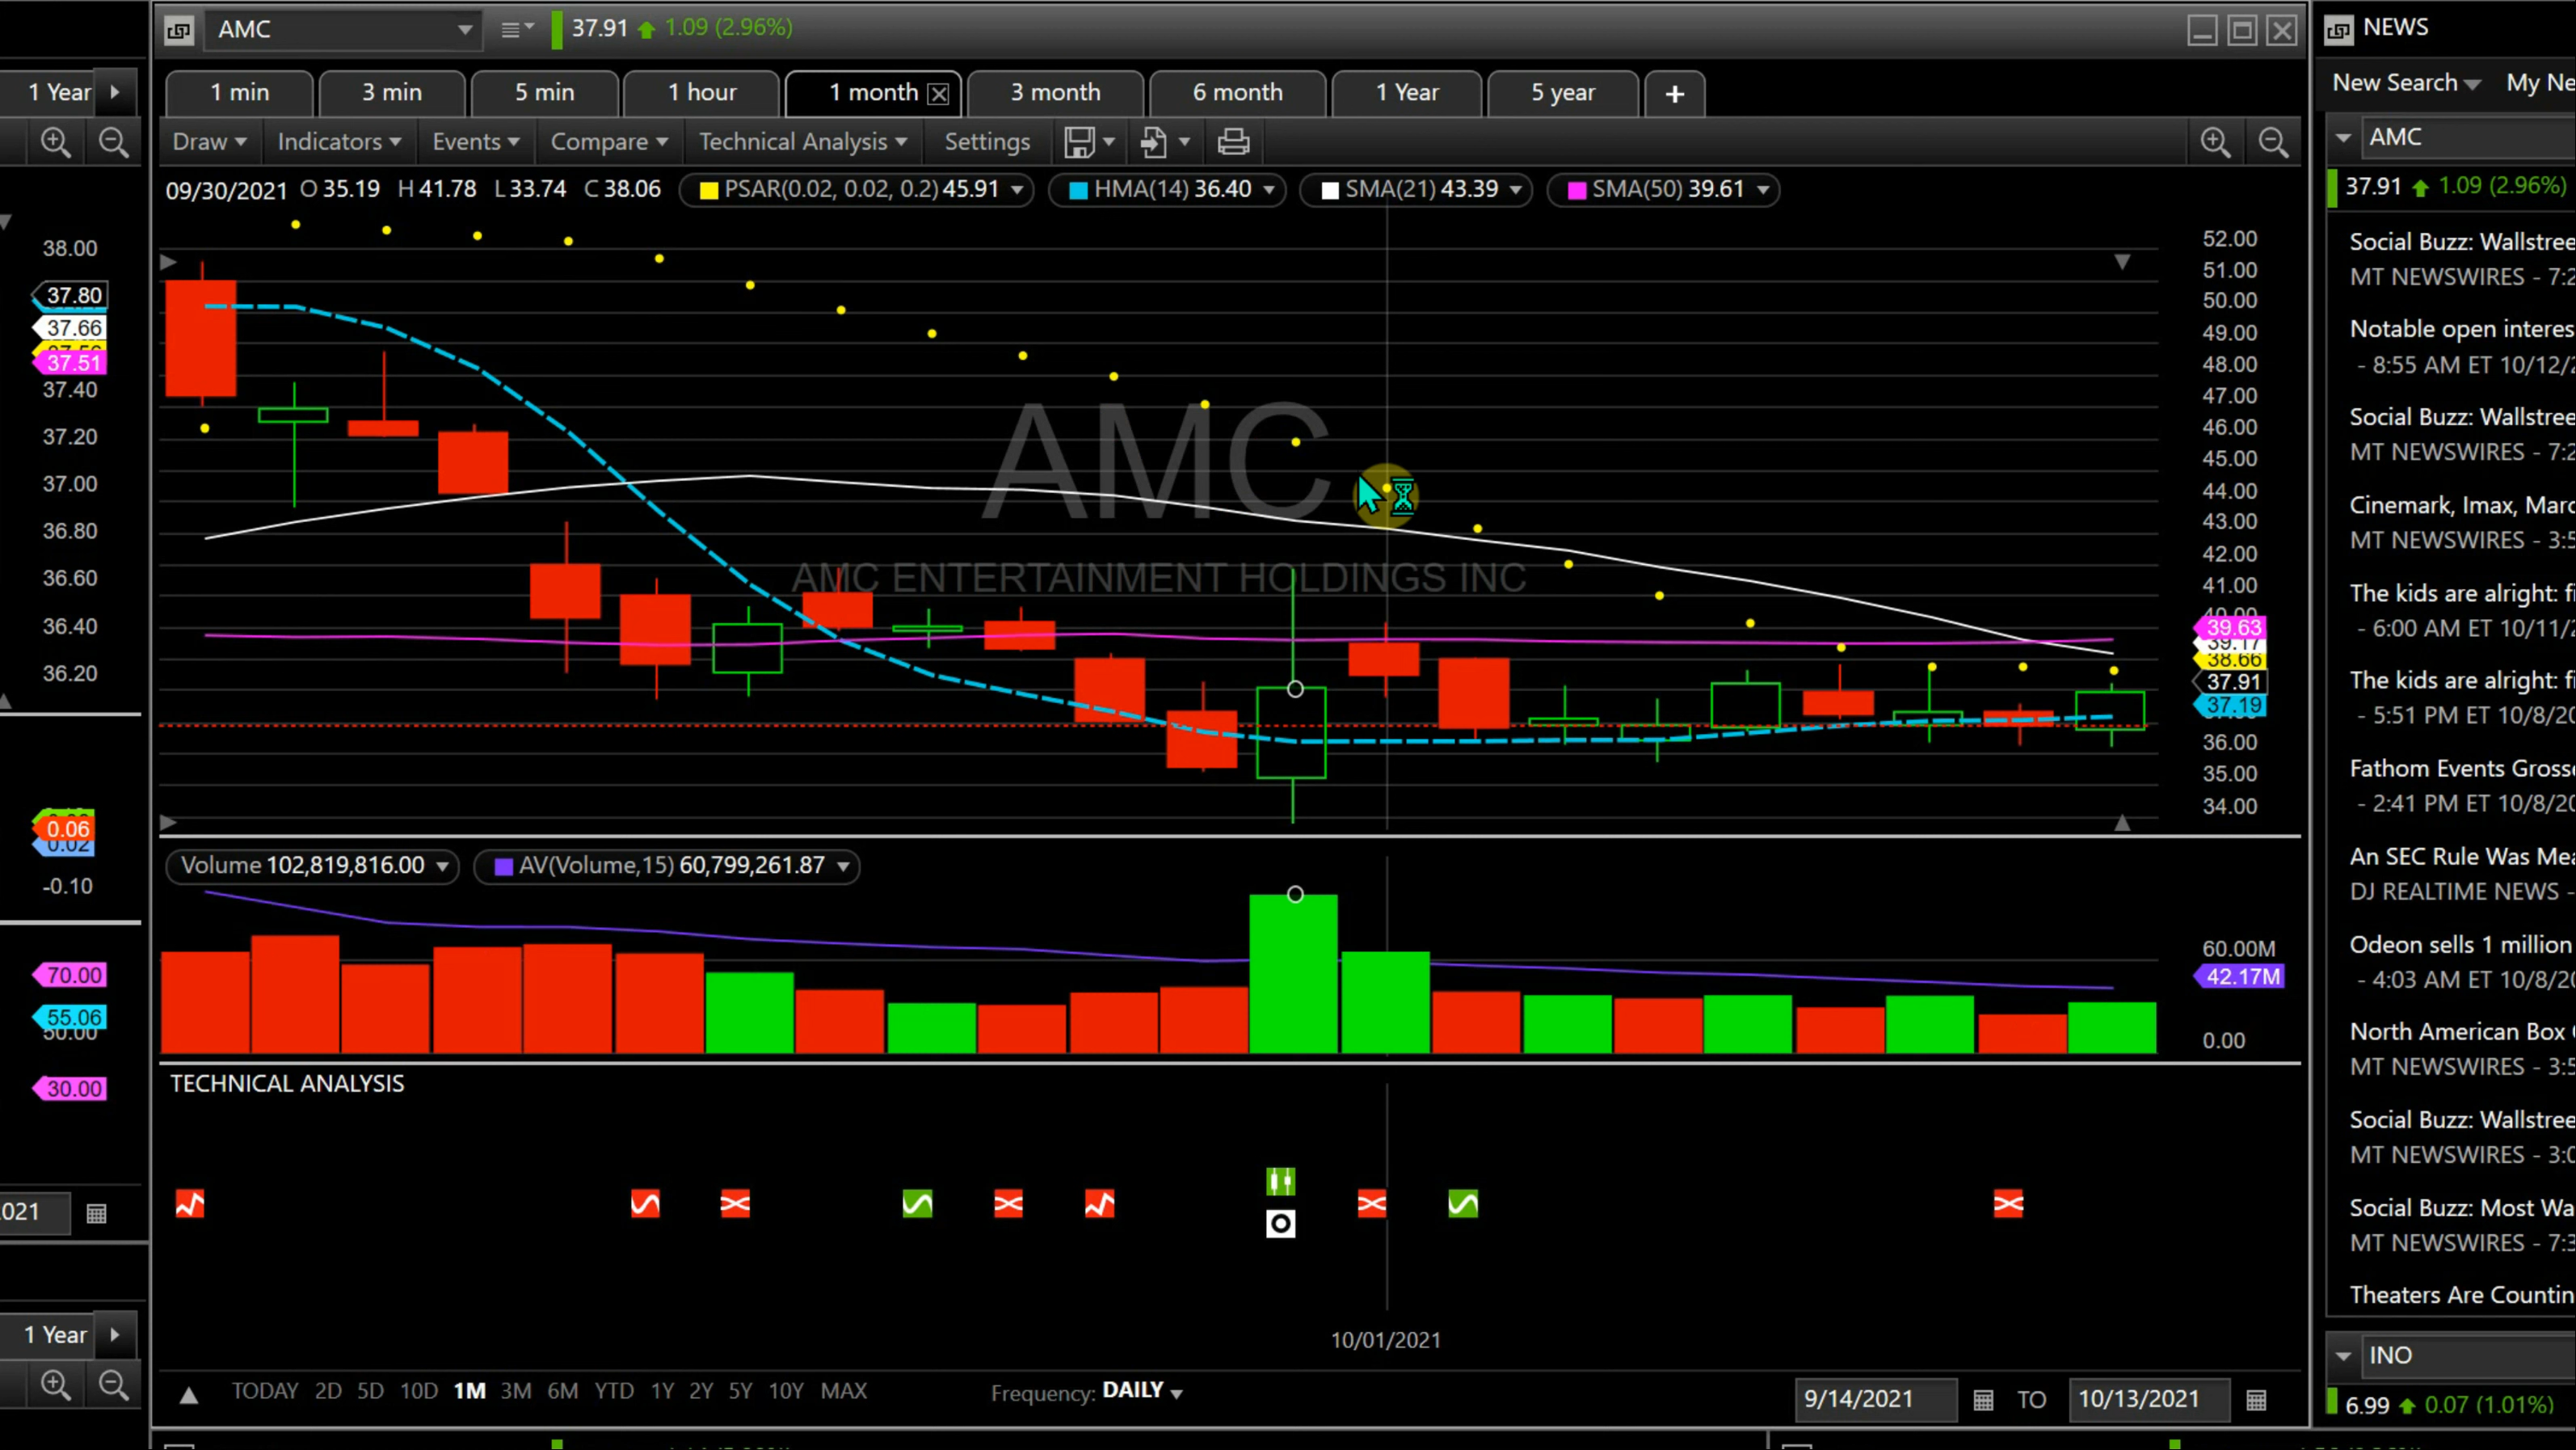 AMC
37.91 1.09 (2.96%)
NEWS
1 Year
1 min
3 min
5 min
1 hour
1 month
3 month
6 month
1 Year
5 year
+
New Search
My Ne
Draw
Indicators
Events
Compare
Technical Analysis
Settings
AMC
37.91 1.09 (2.96%)
09/30/2021 O 35.19 H 41.78 L 33.74 C 38.06
PSAR(0.02, 0.02, 0.2) 45.91
HMA(14) 36.40
SMA(21) 43.39
SMA(50) 39.61
38.00
37.80
37.66
37.51
37.40
37.20
37.00
36.80
36.60
36.40
36.20
0.06
0.02
-0.10
70.00
55.06
50.00
30.00
021
1 Year
AMC
AMC ENTERTAINMENT HOLDINGS INC
52.00
51.00
50.00
49.00
48.00
47.00
46.00
45.00
44.00
43.00
42.00
41.00
40.00
39.63
39.17
38.66
37.91
37.19
36.00
35.00
34.00
Volume 102,819,816.00
AV(Volume,15) 60,799,261.87
60.00M
42.17M
0.00
TECHNICAL ANALYSIS
10/01/2021
TODAY 2D 5D 10D 1M 3M 6M YTD 1Y 2Y 5Y 10Y MAX
Frequency: DAILY
9/14/2021 TO 10/13/2021
Social Buzz: Wallstree
MT NEWSWIRES - 7:2
Notable open interes
- 8:55 AM ET 10/12/2
Social Buzz: Wallstree
MT NEWSWIRES - 7:2
Cinemark, Imax, Marc
MT NEWSWIRES - 3:5
The kids are alright: fi
- 6:00 AM ET 10/11/2
The kids are alright: fi
- 5:51 PM ET 10/8/20
Fathom Events Grosse
- 2:41 PM ET 10/8/20
An SEC Rule Was Mea
DJ REALTIME NEWS -
Odeon sells 1 million
- 4:03 AM ET 10/8/20
North American Box
MT NEWSWIRES - 3:5
Social Buzz: Wallstree
MT NEWSWIRES - 3:0
Social Buzz: Most Wa
MT NEWSWIRES - 7:3
Theaters Are Countin
INO
6.99 0.07 (1.01%)